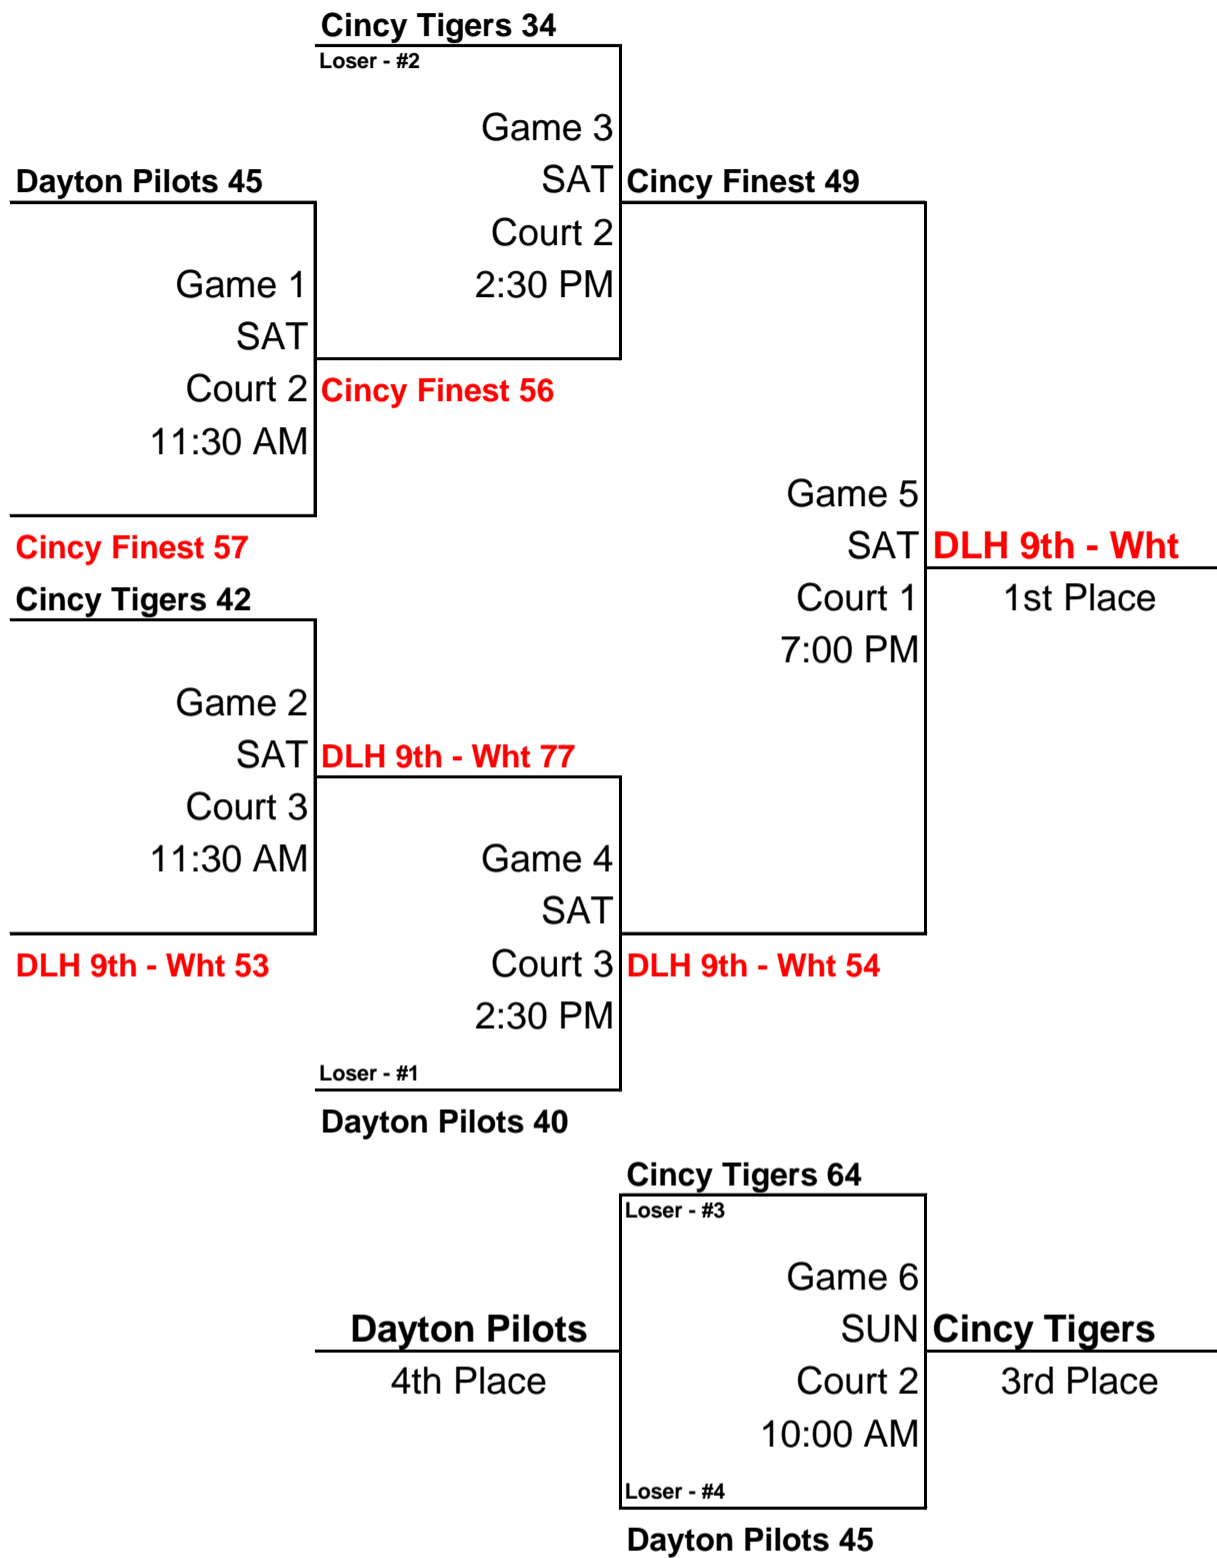 Cincy Tigers 34
Loser - #2
Game 3
SAT
Court 2
2:30 PM
Dayton Pilots 45
Cincy Finest 49
Game 1
SAT
Court 2
11:30 AM
Cincy Finest 56
Cincy Finest 57
Game 5
SAT
Court 1
7:00 PM
DLH 9th - Wht
1st Place
Cincy Tigers 42
Game 2
SAT
Court 3
11:30 AM
DLH 9th - Wht 77
DLH 9th - Wht 53
Game 4
SAT
Court 3
2:30 PM
DLH 9th - Wht 54
Loser - #1
Dayton Pilots 40
Cincy Tigers 64
Loser - #3
Game 6
SUN
Court 2
10:00 AM
Dayton Pilots
4th Place
Cincy Tigers
3rd Place
Loser - #4
Dayton Pilots 45